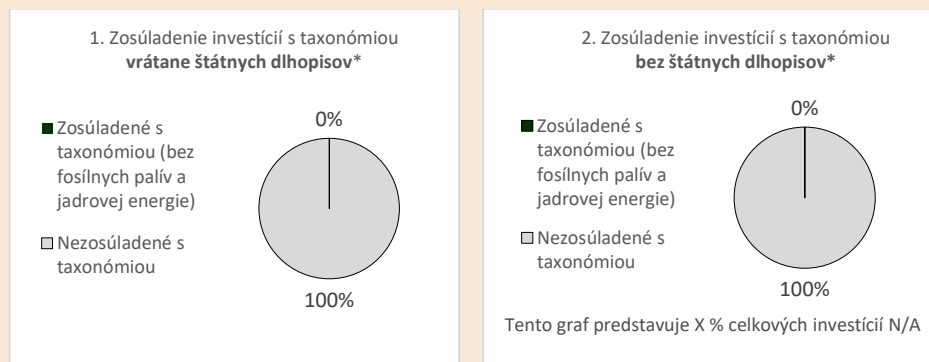 1. Zosúladenie investícií s taxonómiou
vrátane štátnych dlhopisov*
0%
Zosúladené s
taxonómiou (bez
fosílnych palív a
jadrovej energie)
Nezosúladené s
taxonómiou
100%
2. Zosúladenie investícií s taxonómiou
bez štátnych dlhopisov*
0%
Zosúladené s
taxonómiou (bez
fosílnych palív a
jadrovej energie)
Nezosúladené s
taxonómiou
100%
Tento graf predstavuje X % celkových investícií N/A